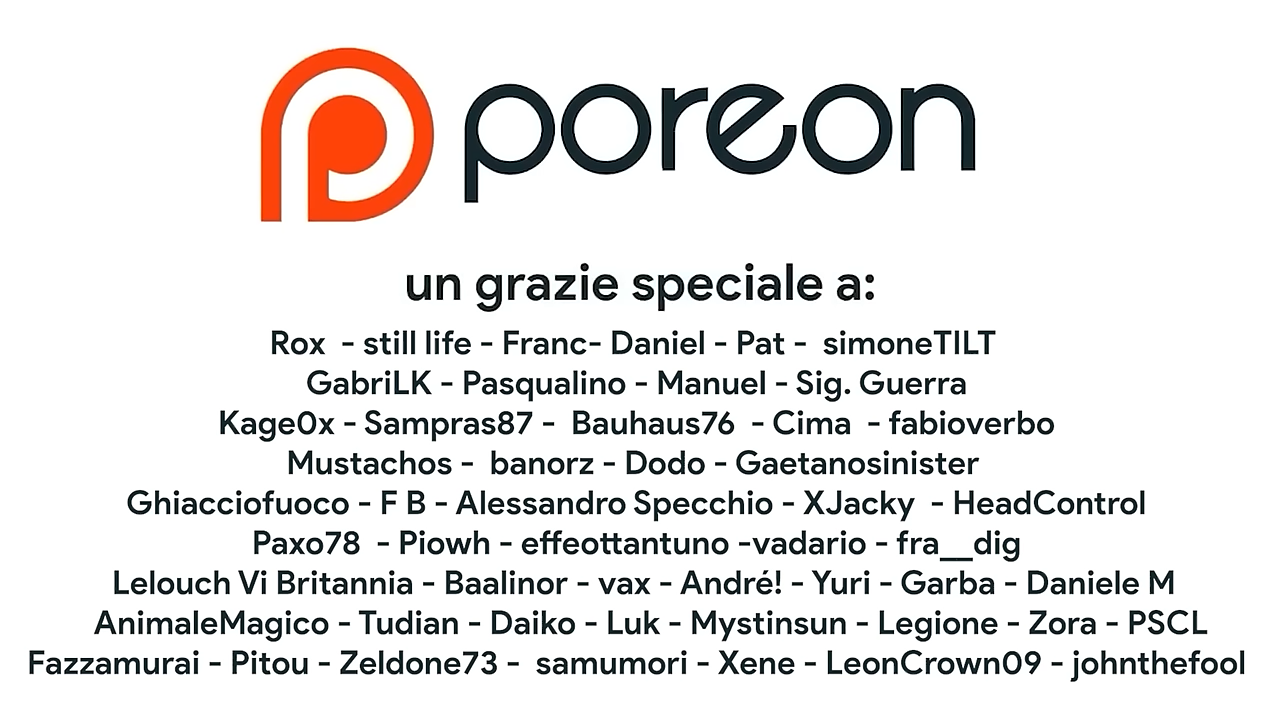 poreon
un grazie speciale a:
Rox - still life - Franc- Daniel - Pat - simoneTILT
GabriLK - Pasqualino - Manuel - Sig. Guerra
Kage0x - Sampras87 - Bauhaus76 - Cima - fabioverbo
Mustachos - banorz - Dodo - Gaetanosinister
Ghiacciofuoco - F B - Alessandro Specchio - XJacky - HeadControl
Paxo78 - Piowh - effeottantuno -vadario - fra__dig
Lelouch Vi Britannia - Baalinor - vax - André! - Yuri - Garba - Daniele M
AnimaleMagico - Tudian - Daiko - Luk - Mystinsun - Legione - Zora - PSCL
Fazzamurai - Pitou - Zeldone73 - samumori - Xene - LeonCrown09 - johnthefool